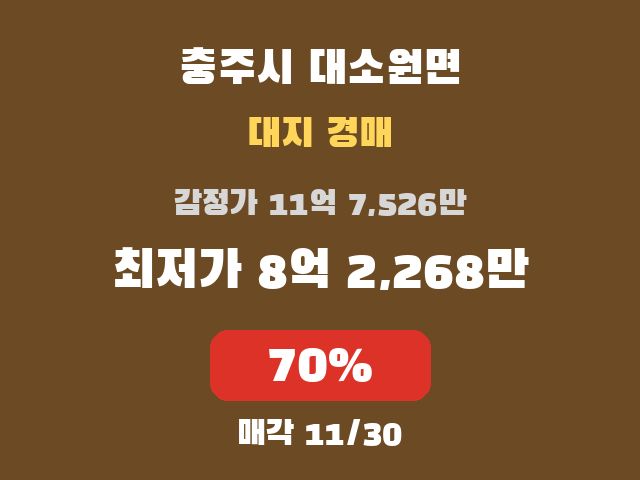 충주시 대소원면
대지 경매
감정가 11억 7,526만
최저가 8억 2,268만
70%
매각 11/30